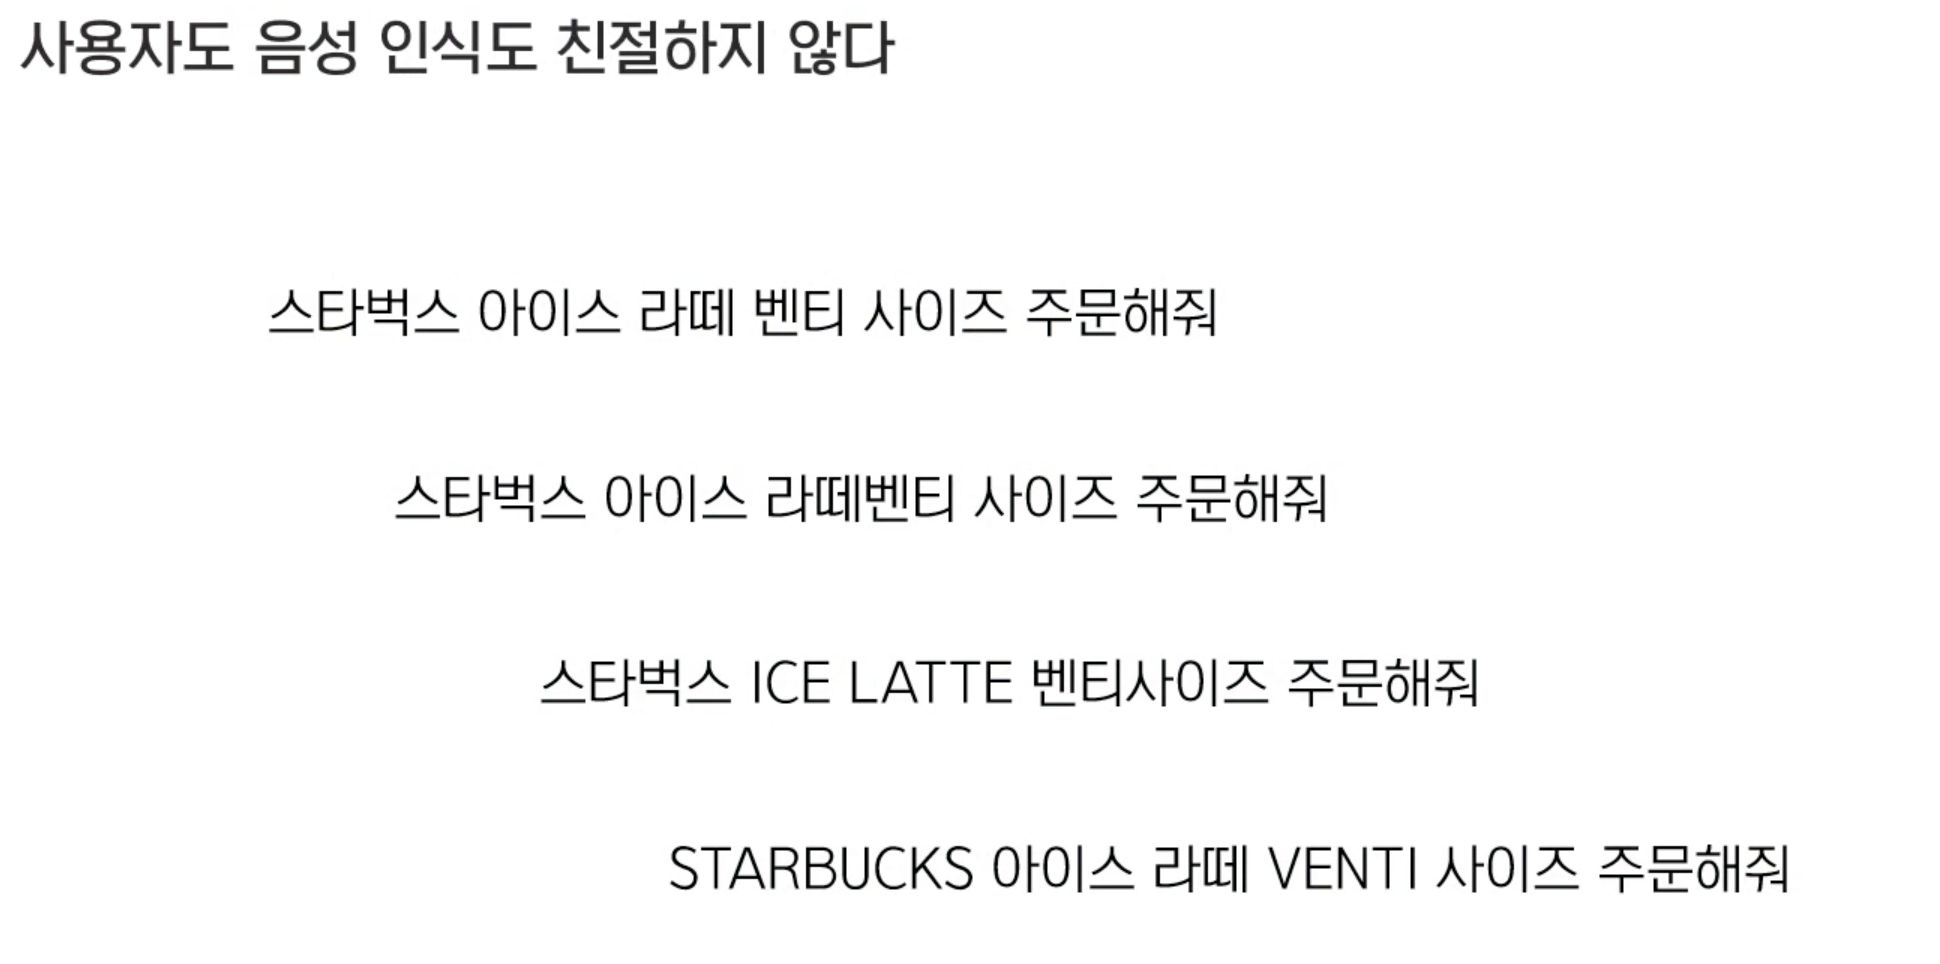 사용자도 음성 인식도 친절하지 않다
스타벅스 아이스 라떼 벤티 사이즈 주문해줘
스타벅스 아이스 라떼벤티 사이즈 주문해줘
스타벅스 ICE LATTE 벤티사이즈 주문해줘
STARBUCKS 아이스 라떼 VENTI 사이즈 주문해줘